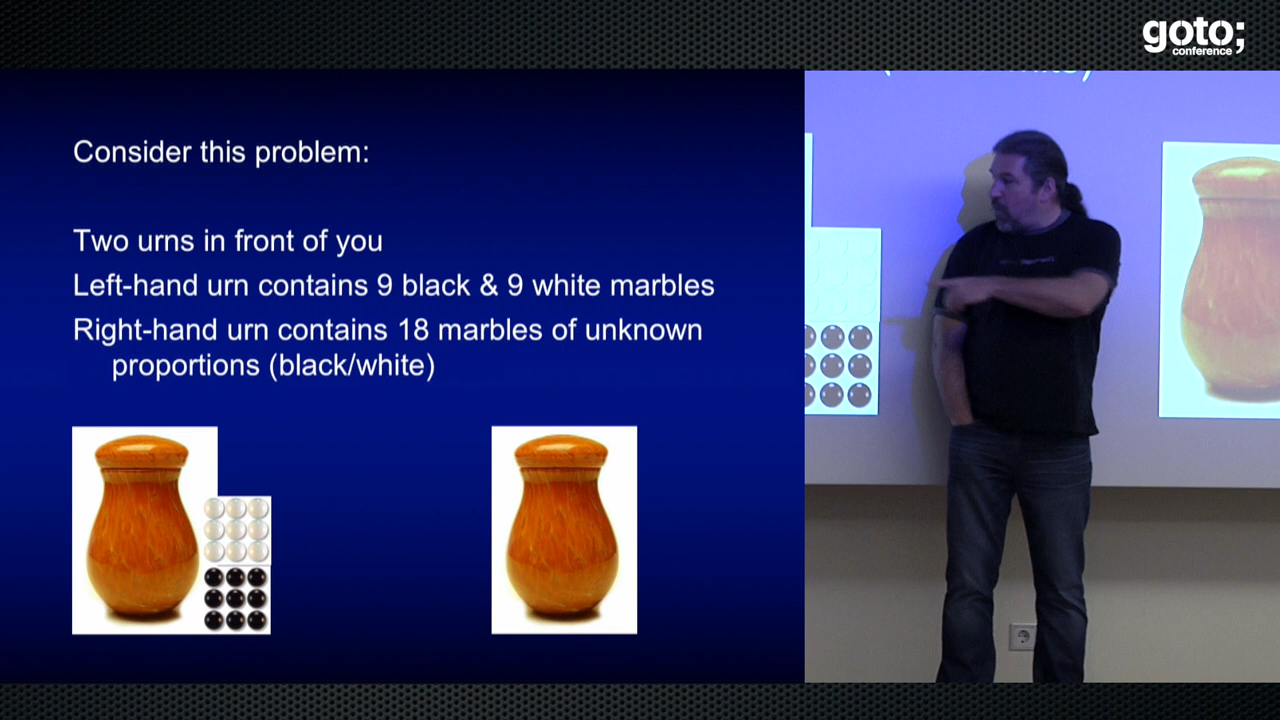 goto;
conference
Consider this problem:
Two urns in front of you
Left-hand urn contains 9 black & 9 white marbles
Right-hand urn contains 18 marbles of unknown
proportions (black/white)